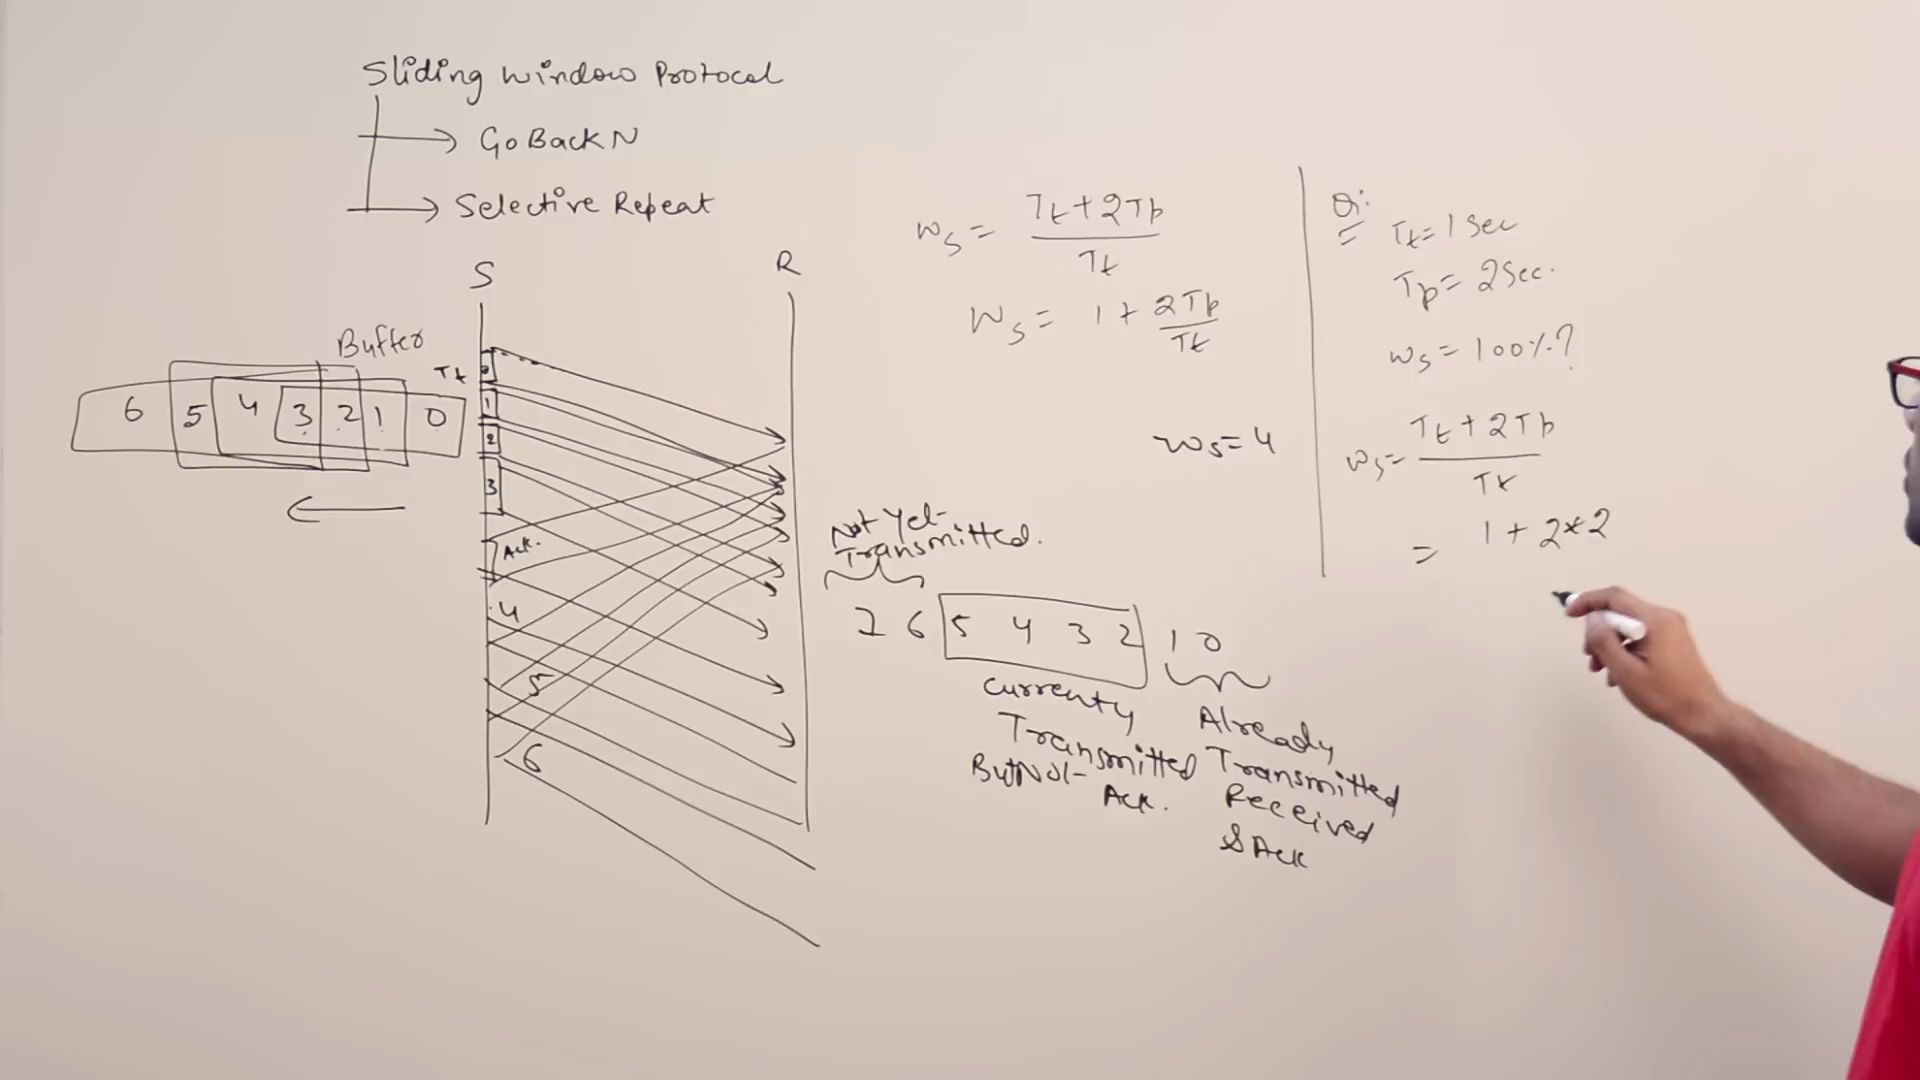 Sliding Window Protocol
GoBackN
Selective Repeat
S
R
Buffer
Tt
6 5 4 3 2 1 0
0
1
2
3
Ack.
4
5
6
Ws = Tt + 2Tp
Tt
Ws = 1 + 2Tp
Tt
Ws = 4
Not Yet
Transmitted.
7 6 5 4 3 2 1 0
Currenty
Transmitted
But Not
Ack.
Already
Transmitted
Received
& Ack
Q:
Tt = 1 Sec
Tp = 2 Sec.
Ws = 100%?
Ws = Tt + 2Tp
Tt
= 1 + 2*2